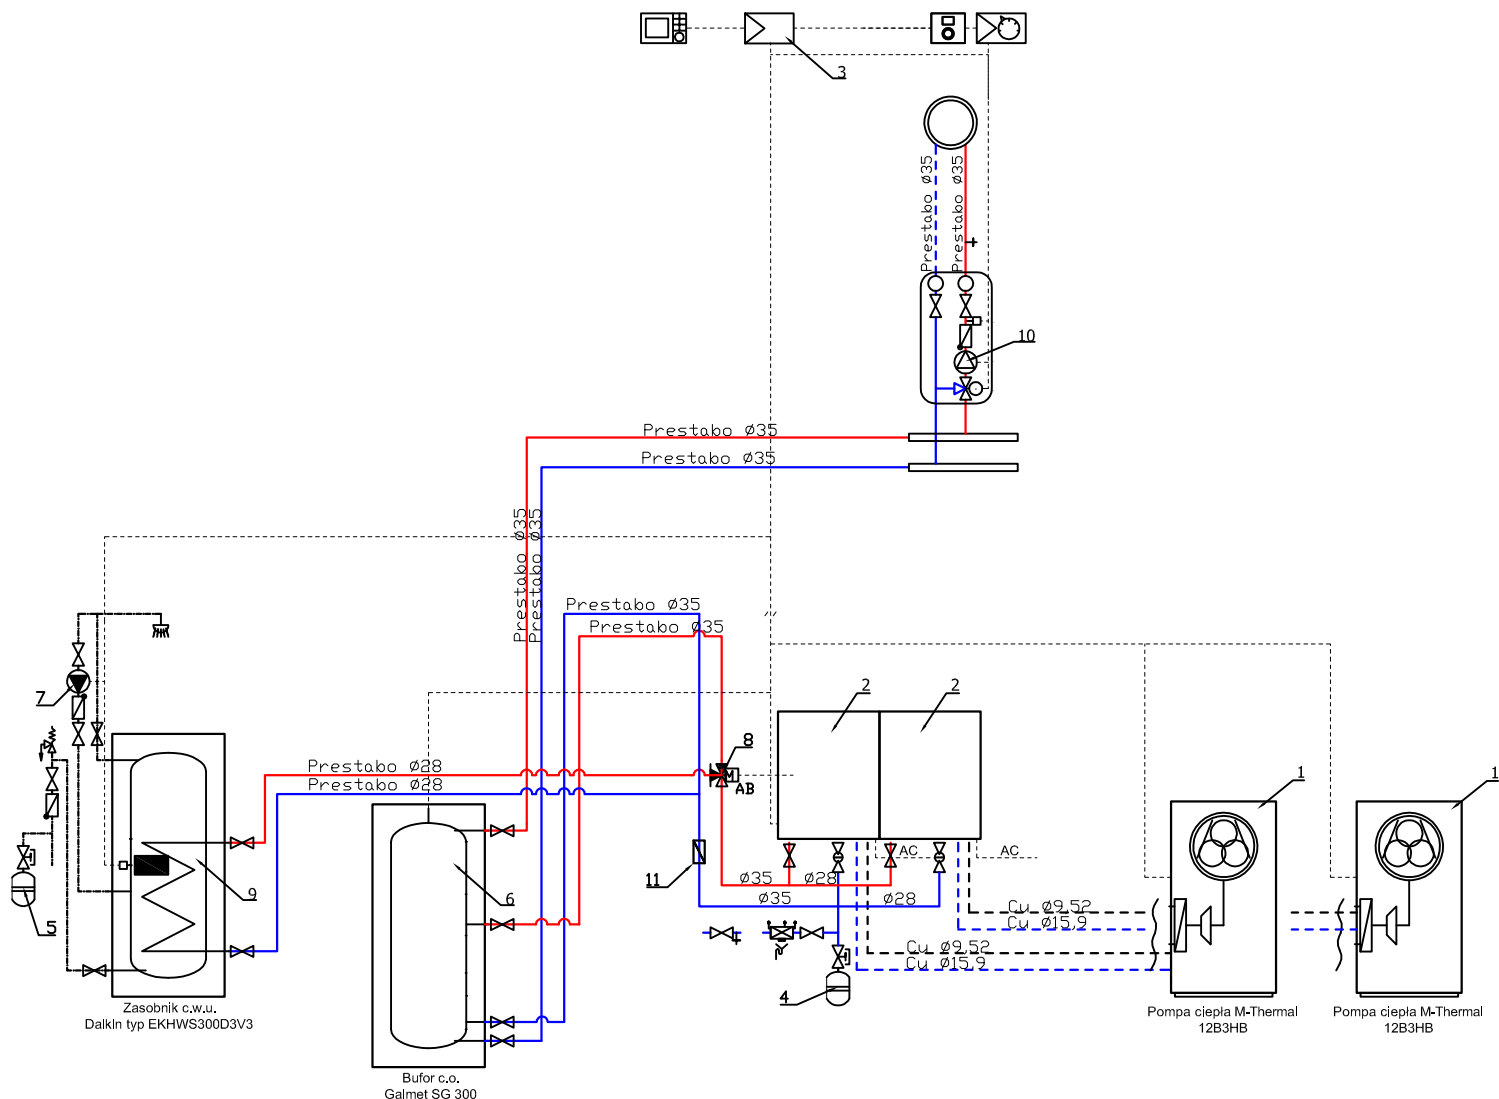 3
Prestabo ø35
Prestabo ø35
10
Prestabo ø35
Prestabo ø35
Prestabo ø35
Prestabo ø35
Prestabo ø35
Prestabo ø35
7
2
2
8
M
AB
Prestabo ø28
Prestabo ø28
1
1
AC
AC
11
ø35
ø28
ø35
ø28
9
6
5
Cu ø9,52
Cu ø15,9
Cu ø9,52
Cu ø15,9
4
Zasobnik c.w.u.
Daikin typ EKHWS300D3V3
Pompa ciepła M-Thermal
12B3HB
Pompa ciepła M-Thermal
12B3HB
Bufor c.o.
Galmet SG 300